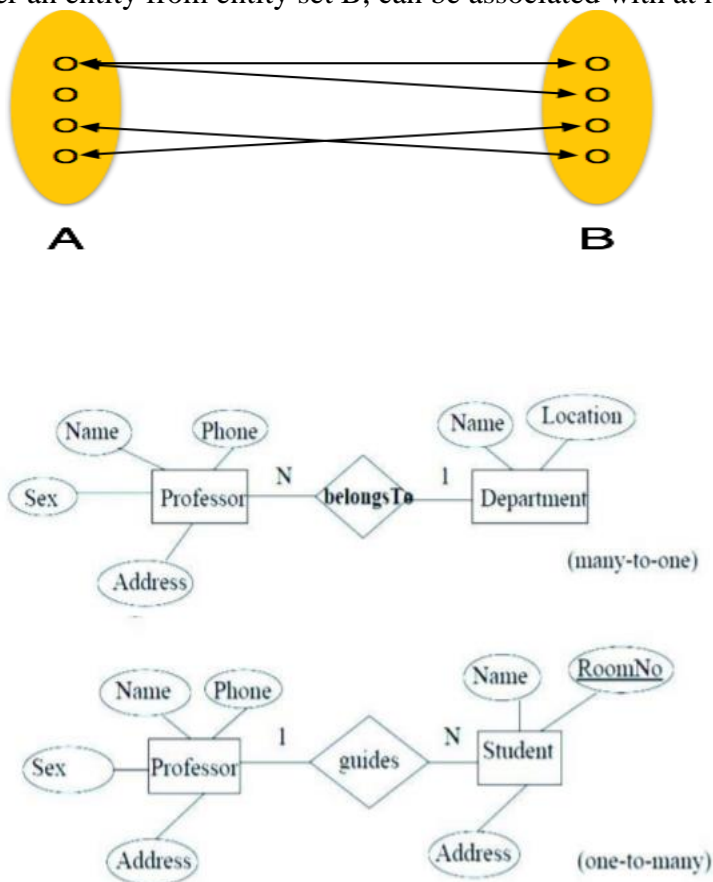 er an entity from entity set B, can be associated with at
A B
Name Phone Name Location
N 1
Sex Professor belongsTo Department
Address
(many-to-one)
Name Phone Name RoomNo
1 N
Sex Professor guides Student
Address Address
(one-to-many)